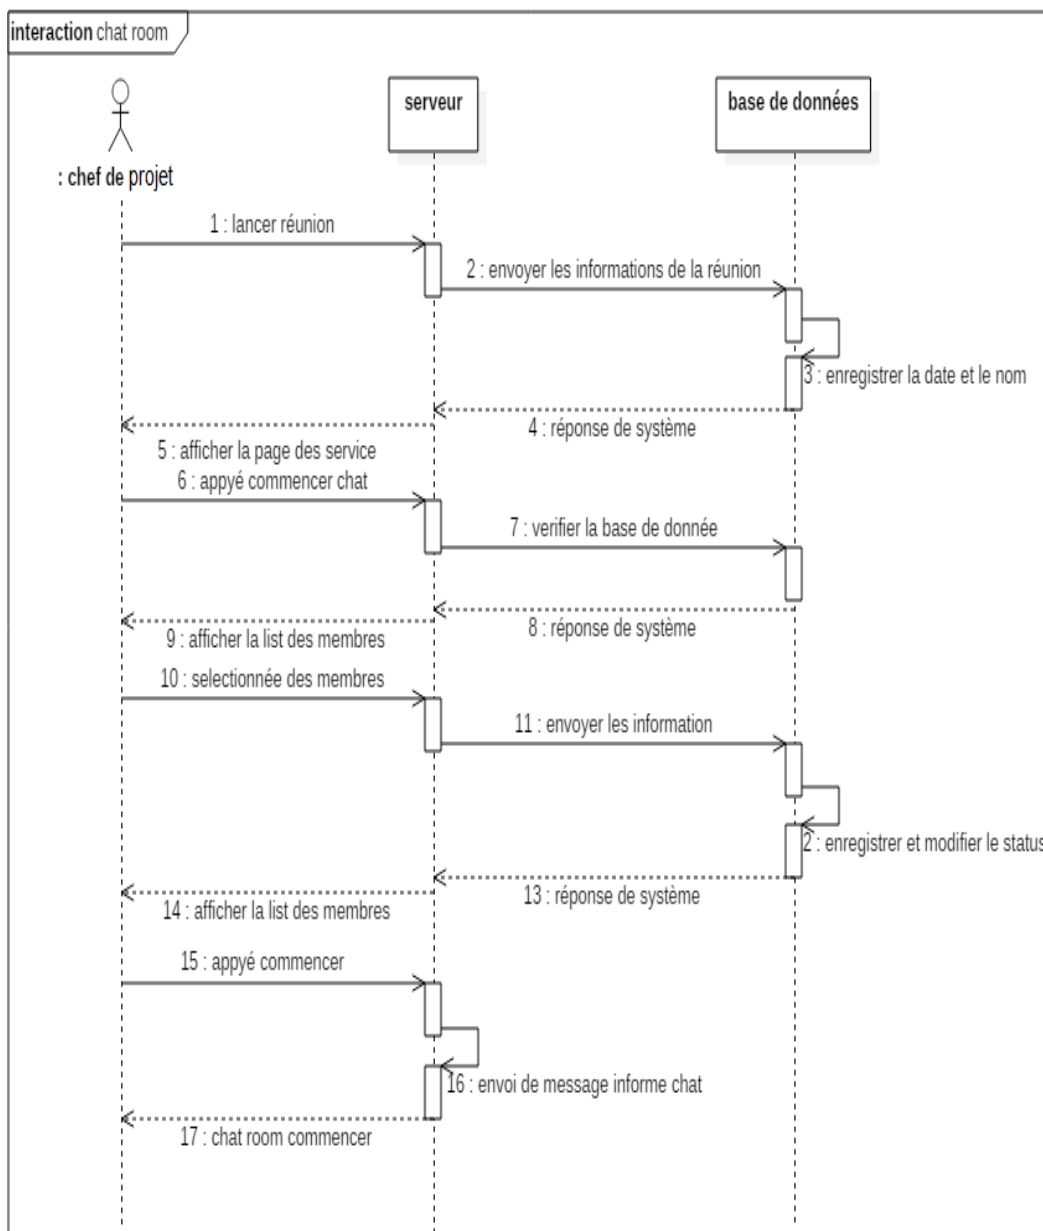 interaction chat room
serveur
base de données
: chef de projet
1 : lancer réunion
2 : envoyer les informations de la réunion
3 : enregistrer la date et le nom
4 : réponse de système
5 : afficher la page des service
6 : appyé commencer chat
7 : verifier la base de donnée
8 : réponse de système
9 : afficher la list des membres
10 : selectionnée des membres
11 : envoyer les information
2 : enregistrer et modifier le status
13 : réponse de système
14 : afficher la list des membres
15 : appyé commencer
16 : envoi de message informe chat
17 : chat room commencer